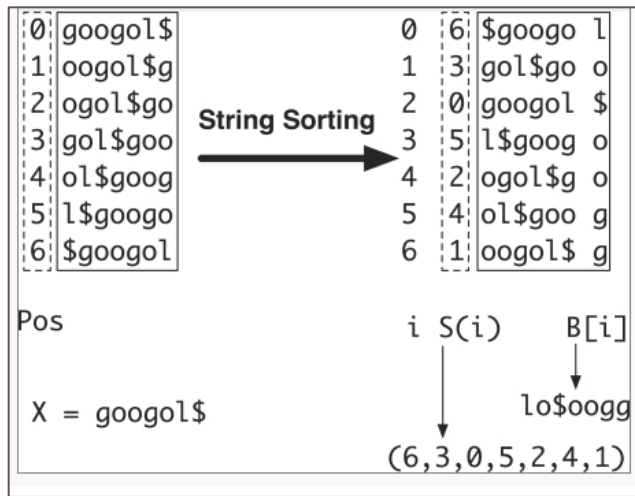 0 googol$ 0 6 $googo l
1 oogol$g 1 3 gol$go o
2 ogol$go 2 0 googol $
String Sorting
3 gol$goo 3 5 l$goog o
4 ol$goog 4 2 ogol$g o
5 l$googo 5 4 ol$goo g
6 $googol 6 1 oogol$ g
Pos i S(i) B[i]
X = googol$ lo$oogg
(6,3,0,5,2,4,1)